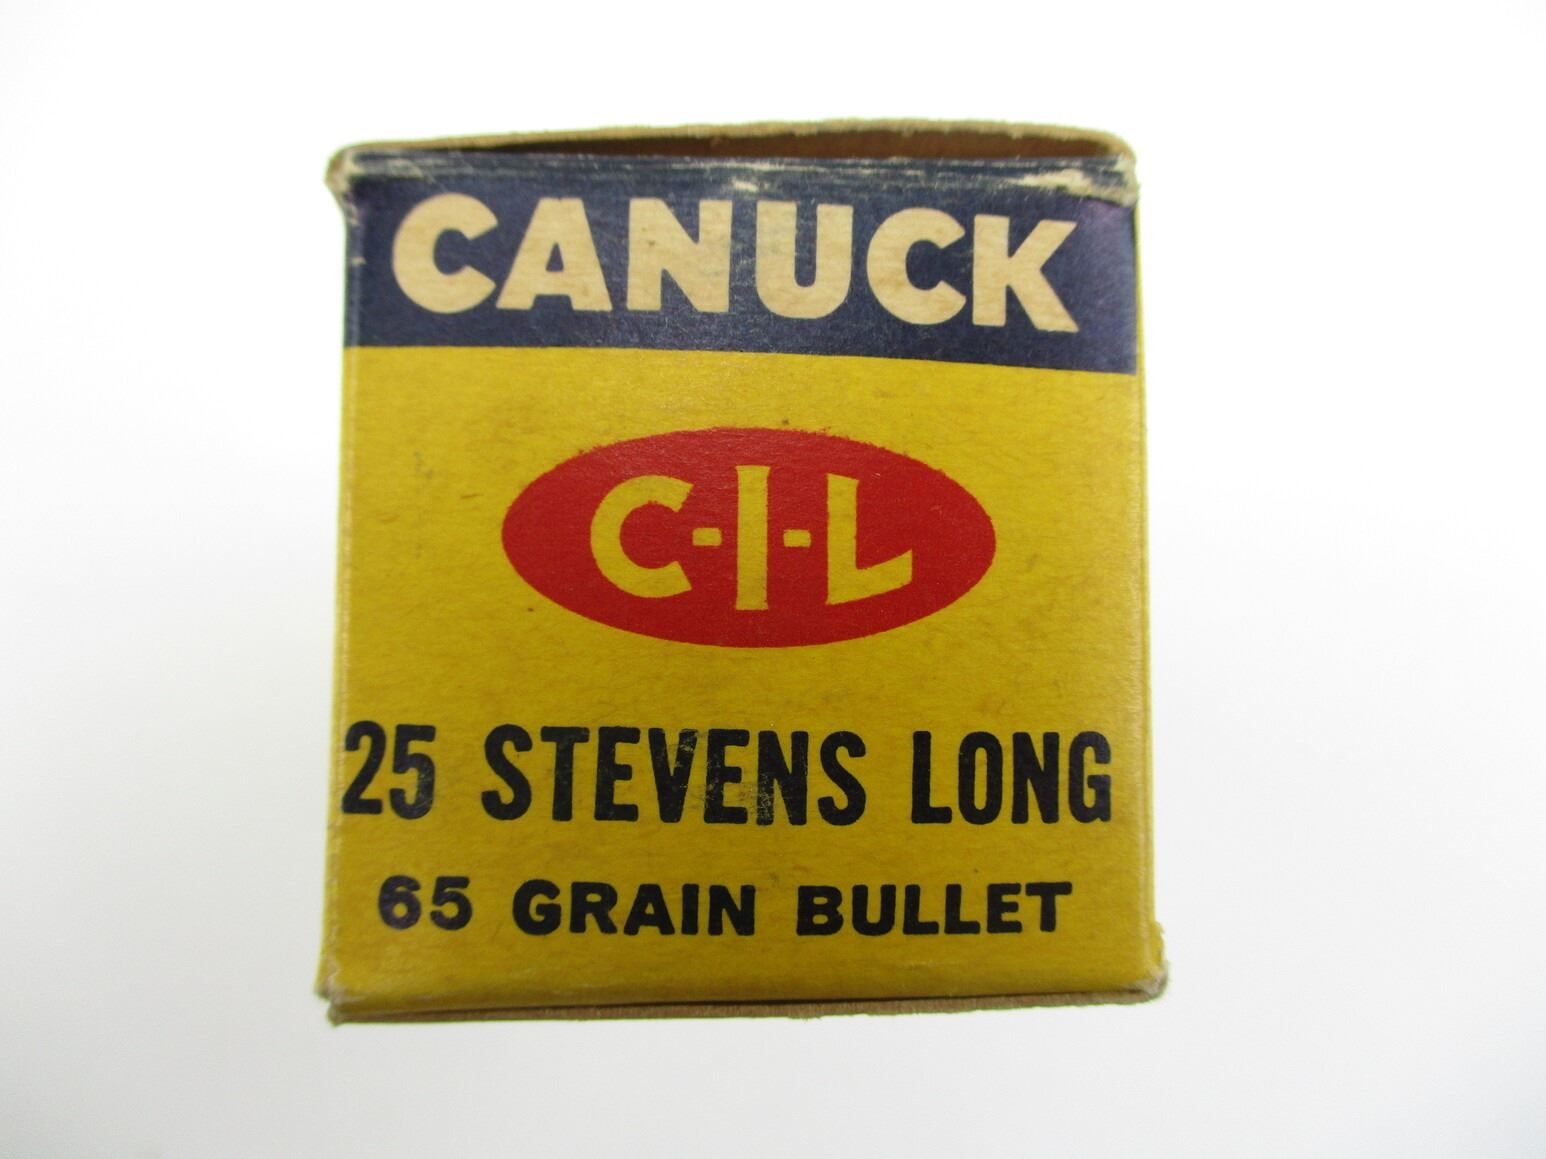 CANUCK
C-I-L
25 STEVENS LONG
65 GRAIN BULLET